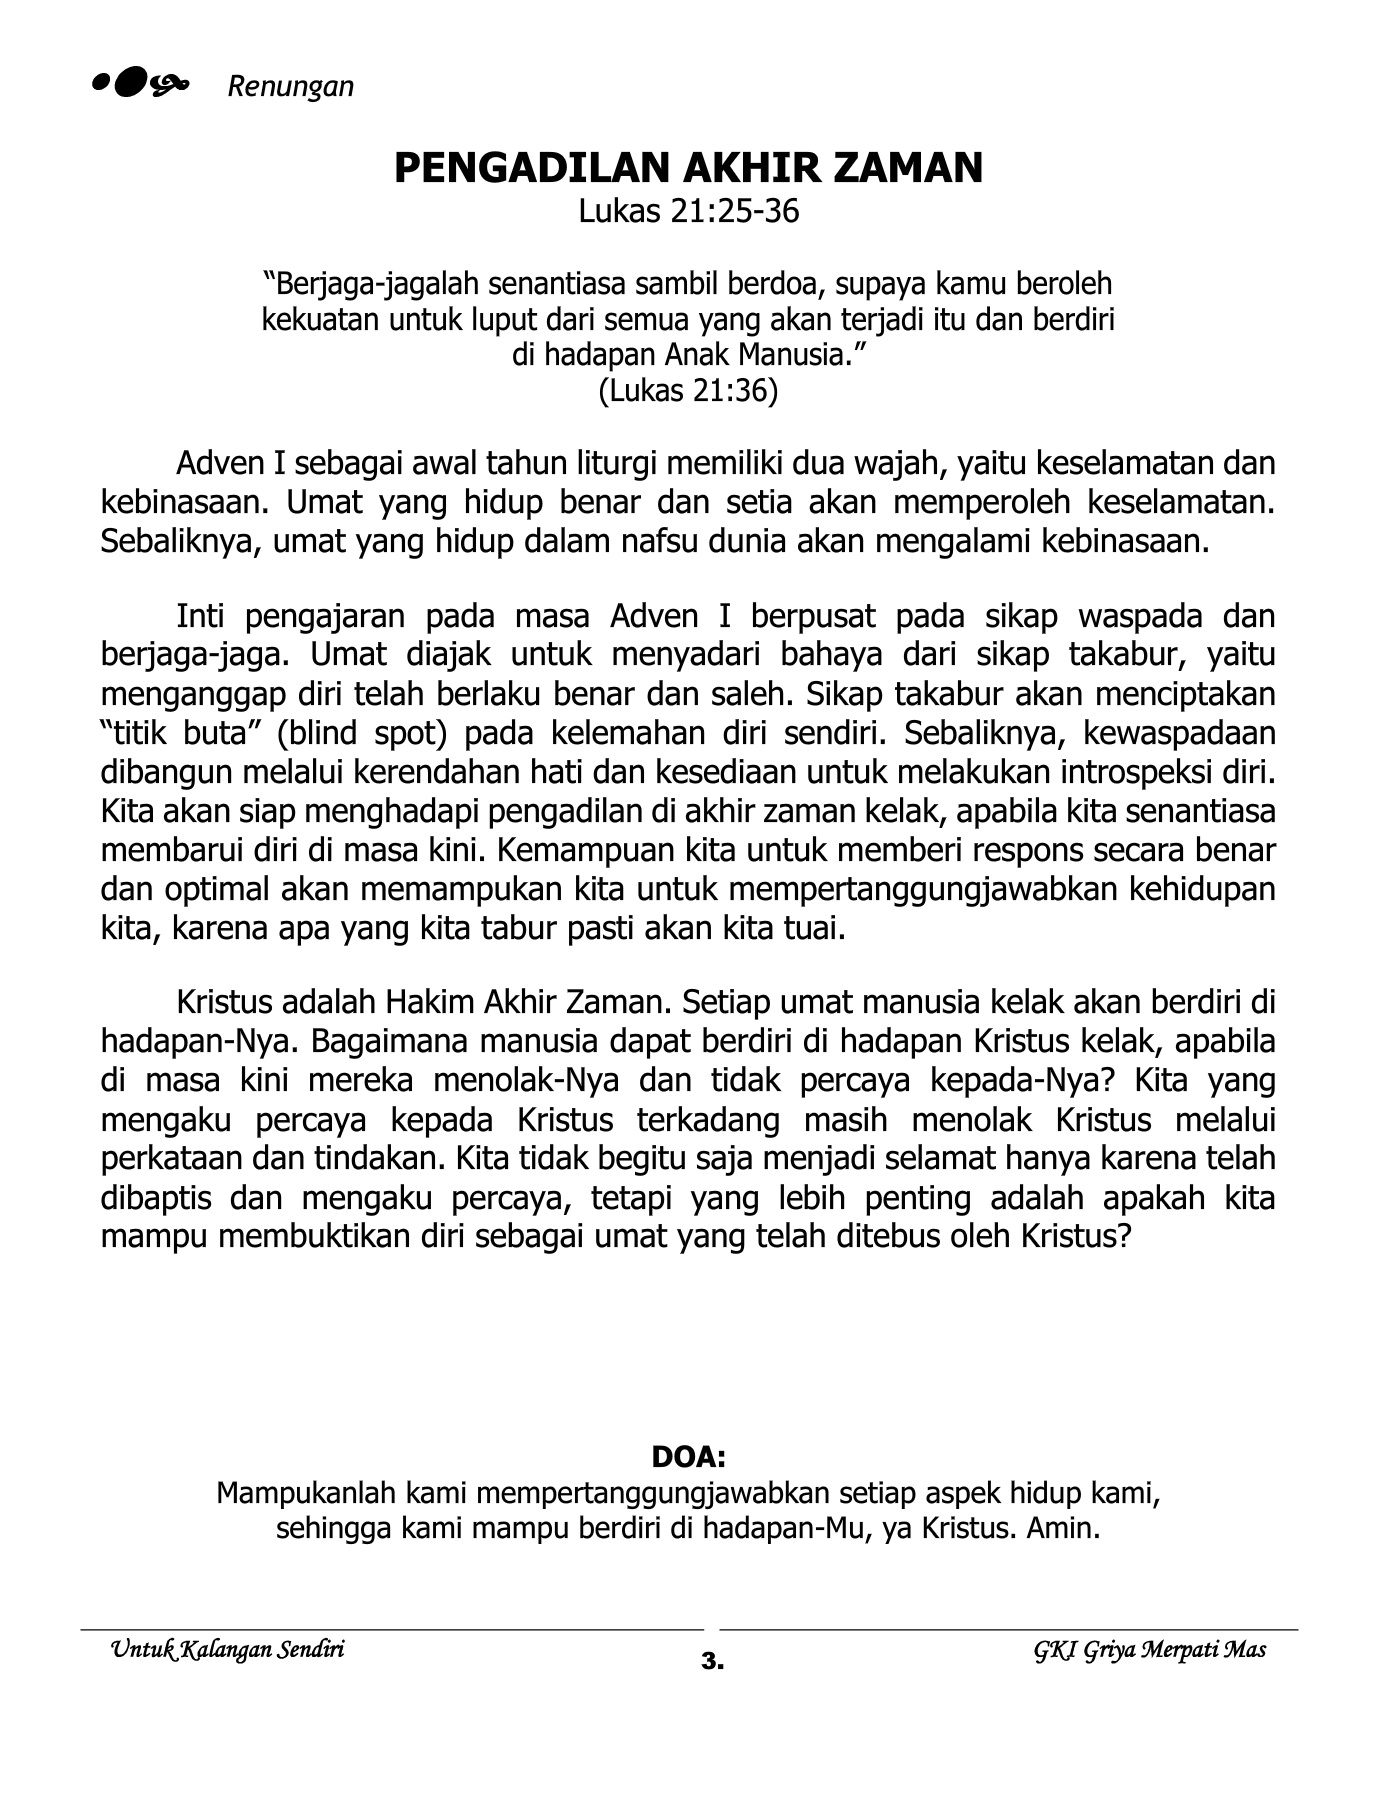 Renungan
PENGADILAN AKHIR ZAMAN
Lukas 21:25-36
“Berjaga-jagalah senantiasa sambil berdoa, supaya kamu beroleh
kekuatan untuk luput dari semua yang akan terjadi itu dan berdiri
di hadapan Anak Manusia.”
(Lukas 21:36)
Adven I sebagai awal tahun liturgi memiliki dua wajah, yaitu keselamatan dan
kebinasaan. Umat yang hidup benar dan setia akan memperoleh keselamatan.
Sebaliknya, umat yang hidup dalam nafsu dunia akan mengalami kebinasaan.
Inti pengajaran pada masa Adven I berpusat pada sikap waspada dan
berjaga-jaga. Umat diajak untuk menyadari bahaya dari sikap takabur, yaitu
menganggap diri telah berlaku benar dan saleh. Sikap takabur akan menciptakan
“titik buta” (blind spot) pada kelemahan diri sendiri. Sebaliknya, kewaspadaan
dibangun melalui kerendahan hati dan kesediaan untuk melakukan introspeksi diri.
Kita akan siap menghadapi pengadilan di akhir zaman kelak, apabila kita senantiasa
membarui diri di masa kini. Kemampuan kita untuk memberi respons secara benar
dan optimal akan memampukan kita untuk mempertanggungjawabkan kehidupan
kita, karena apa yang kita tabur pasti akan kita tuai.
Kristus adalah Hakim Akhir Zaman. Setiap umat manusia kelak akan berdiri di
hadapan-Nya. Bagaimana manusia dapat berdiri di hadapan Kristus kelak, apabila
di masa kini mereka menolak-Nya dan tidak percaya kepada-Nya? Kita yang
mengaku percaya kepada Kristus terkadang masih menolak Kristus melalui
perkataan dan tindakan. Kita tidak begitu saja menjadi selamat hanya karena telah
dibaptis dan mengaku percaya, tetapi yang lebih penting adalah apakah kita
mampu membuktikan diri sebagai umat yang telah ditebus oleh Kristus?
DOA:
Mampukanlah kami mempertanggungjawabkan setiap aspek hidup kami,
sehingga kami mampu berdiri di hadapan-Mu, ya Kristus. Amin.
Untuk Kalangan Sendiri
3.
GKI Griya Merpati Mas